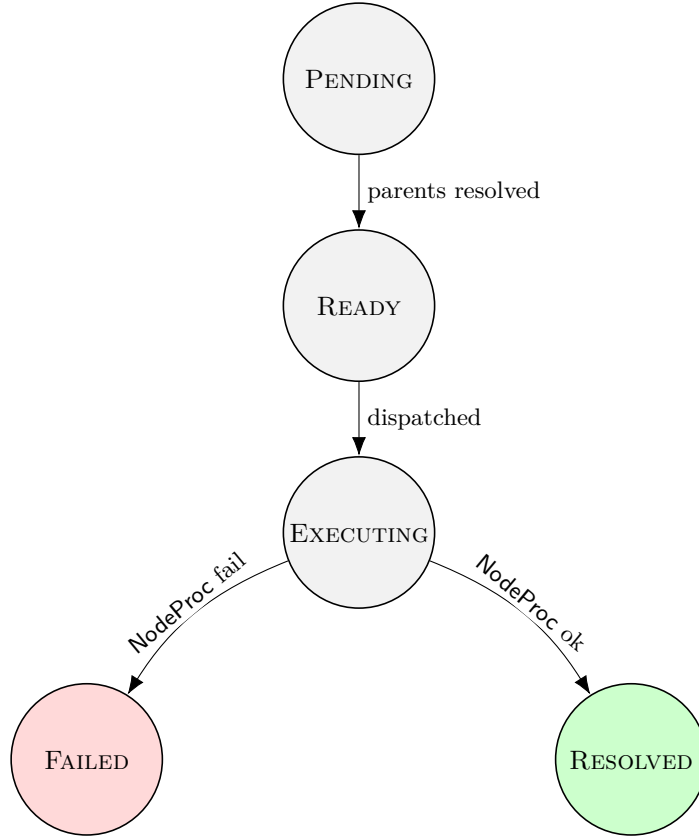 Pending
parents resolved
Ready
dispatched
Executing
NodeProc fail
NodeProc ok
Failed
Resolved